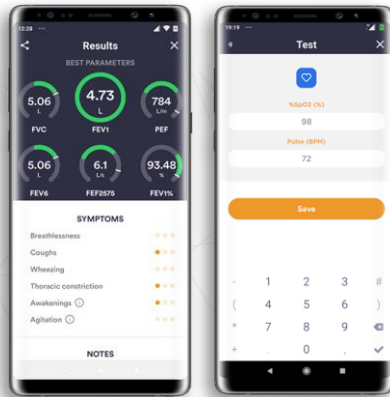 12:28
Results
BEST PARAMETERS
5.06
L
FVC
4.73
L
FEV1
784
L/m
PEF
5.06
L
FEV6
6.1
L/s
FEF2575
93.48
%
FEV1%
SYMPTOMS
Breathlessness
Coughs
Wheezing
Thoracic constriction
Awakenings
Agitation
NOTES
19:19
Test
%SpO2 (%)
98
Pulse (BPM)
72
Save
- 1 2 3 #
( 4 5 6 )
* 7 8 9
+ . 0 ,